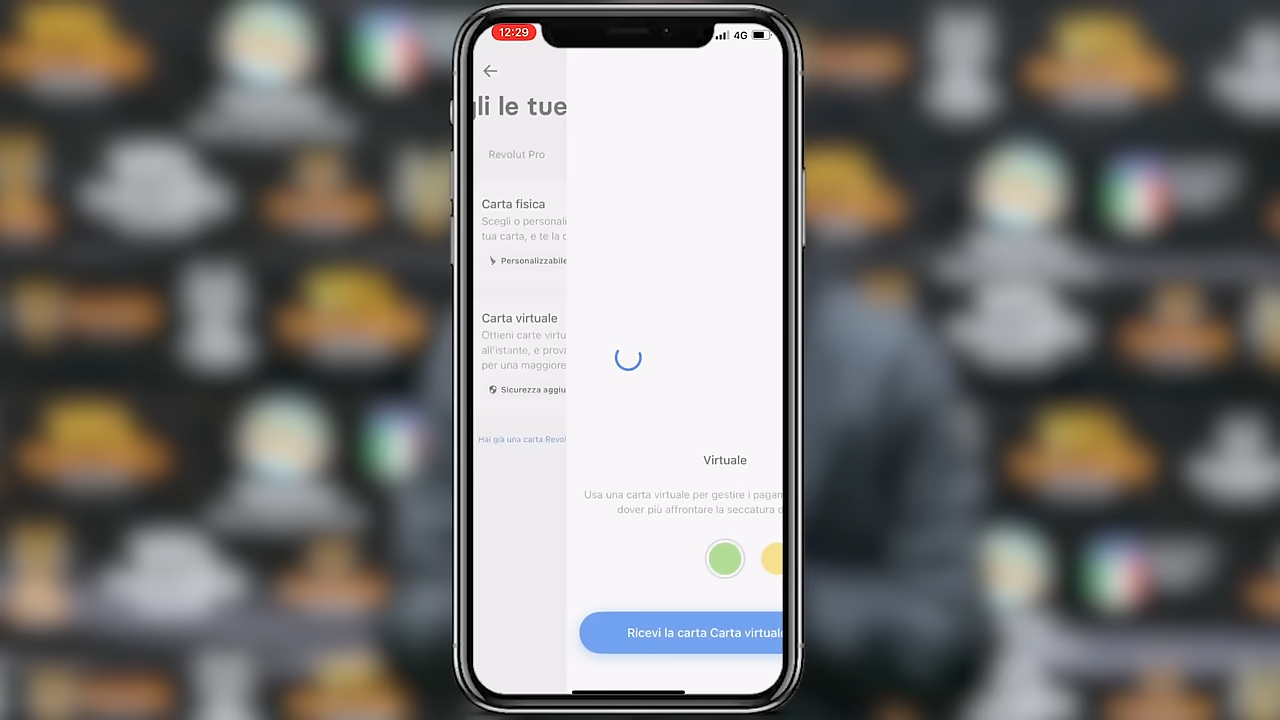 12:29
4G
gli le tue
Revolut Pro
Carta fisica
Scegli o personali
tua carta, e te la c
Personalizzabile
Carta virtuale
Ottieni carte virtu
all'istante, e prova
per una maggiore
Sicurezza aggiu
Hai già una carta Revol
Virtuale
Usa una carta virtuale per gestire i pagam
dover più affrontare la seccatura d
Ricevi la carta Carta virtuale